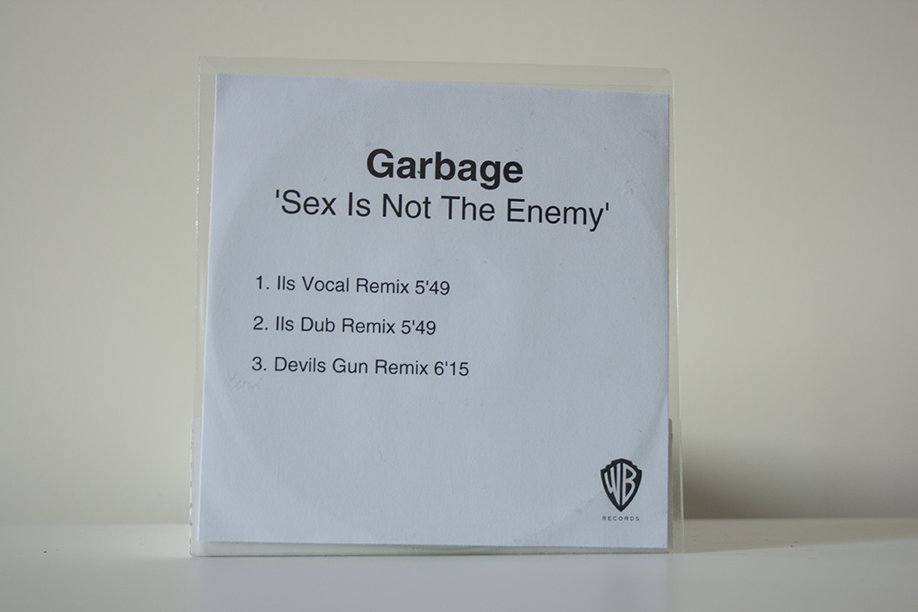 Garbage
'Sex Is Not The Enemy'
1. Ils Vocal Remix 5'49
2. Ils Dub Remix 5'49
3. Devils Gun Remix 6'15
WB
RECORDS